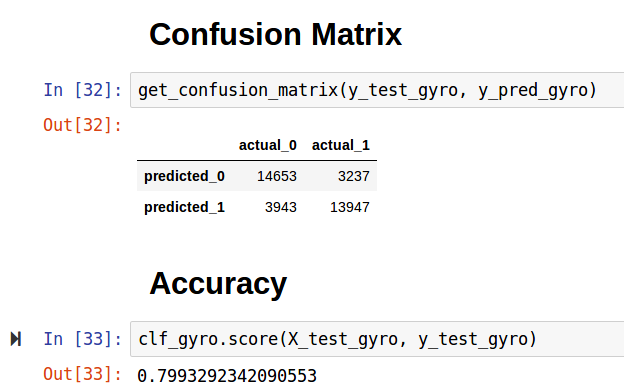 Confusion Matrix
In [32]: get_confusion_matrix(y_test_gyro, y_pred_gyro)
Out[32]:
actual_0 actual_1
predicted_0 14653 3237
predicted_1 3943 13947
Accuracy
In [33]: clf_gyro.score(X_test_gyro, y_test_gyro)
Out[33]: 0.7993292342090553